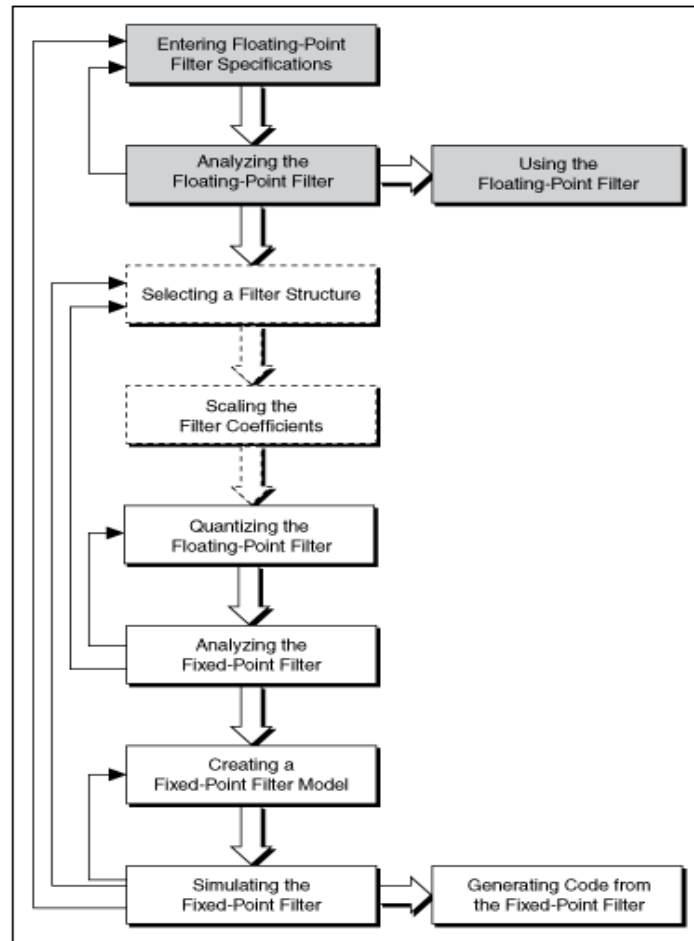 Entering Floating-Point
Filter Specifications
Analyzing the
Floating-Point Filter
Using the
Floating-Point Filter
Selecting a Filter Structure
Scaling the
Filter Coefficients
Quantizing the
Floating-Point Filter
Analyzing the
Fixed-Point Filter
Creating a
Fixed-Point Filter Model
Simulating the
Fixed-Point Filter
Generating Code from
the Fixed-Point Filter